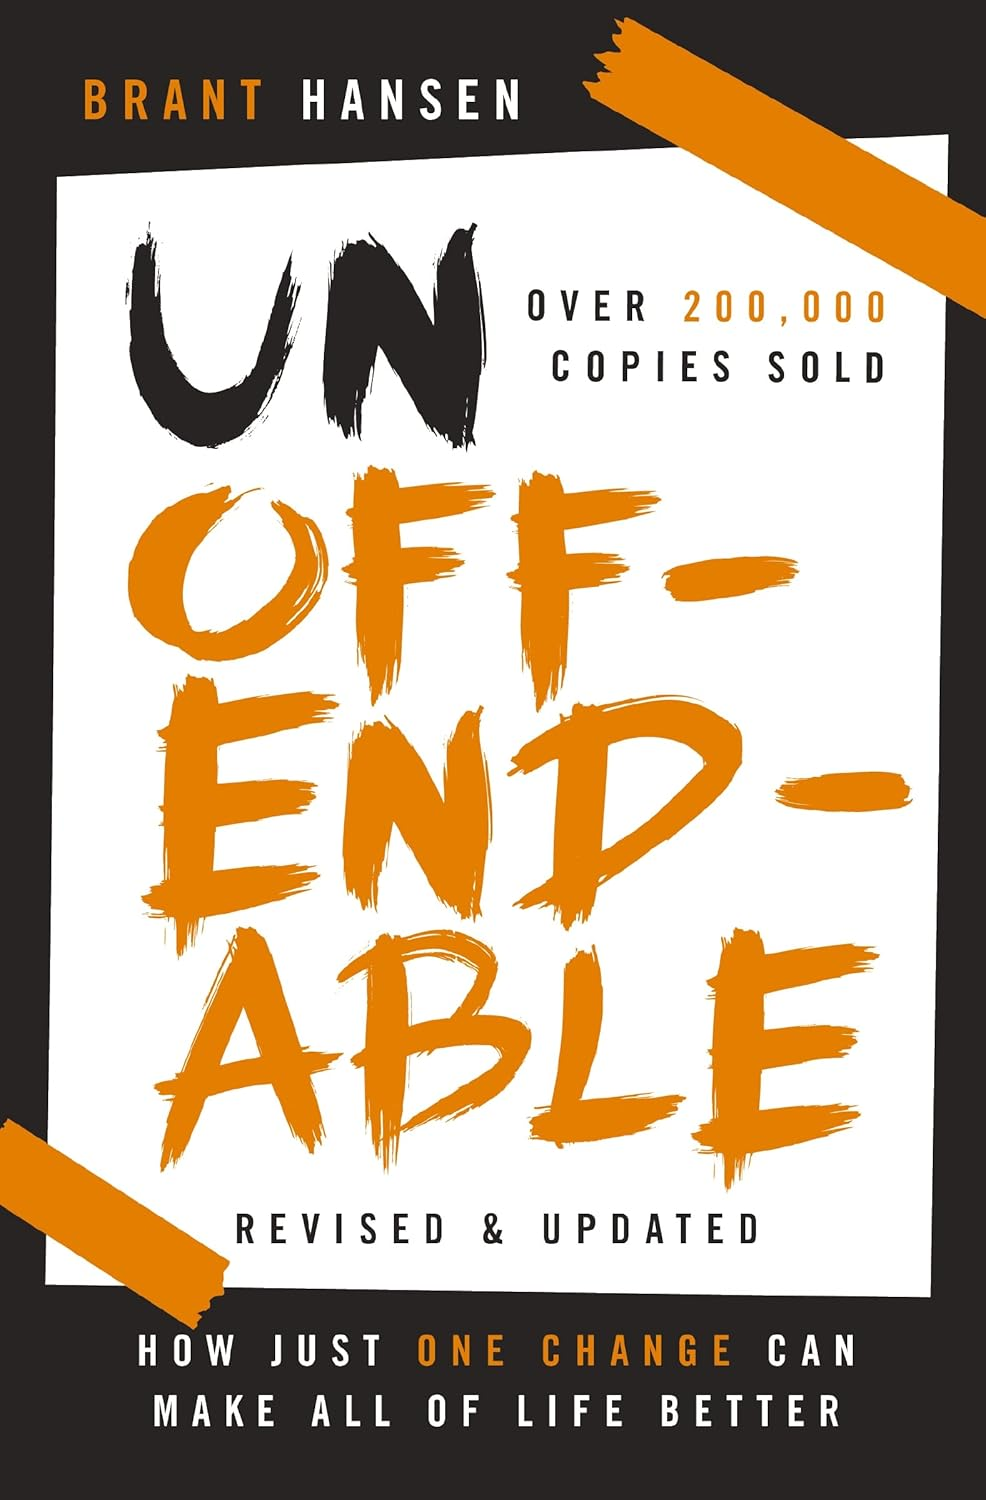 BRANT HANSEN
UN
OVER 200,000
COPIES SOLD
OFF-
END-
ABLE
REVISED & UPDATED
HOW JUST ONE CHANGE CAN
MAKE ALL OF LIFE BETTER